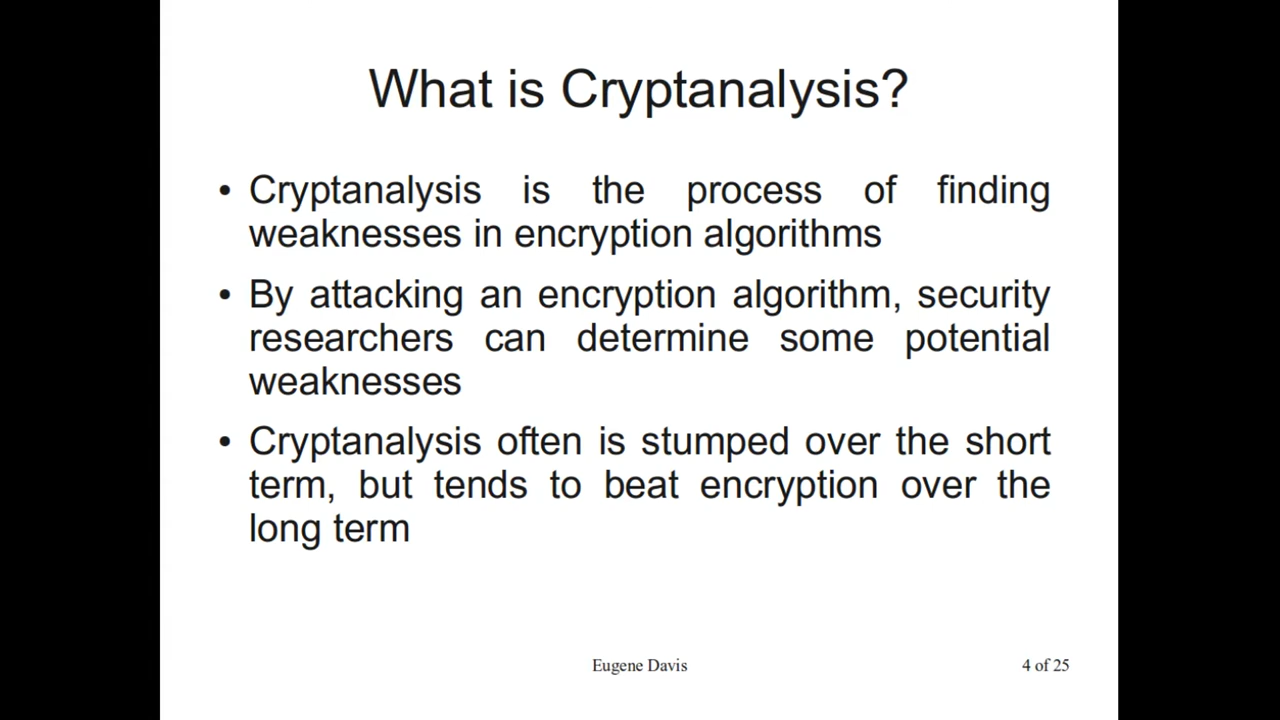 What is Cryptanalysis?
• Cryptanalysis is the process of finding
weaknesses in encryption algorithms
• By attacking an encryption algorithm, security
researchers can determine some potential
weaknesses
• Cryptanalysis often is stumped over the short
term, but tends to beat encryption over the
long term
Eugene Davis
4 of 25